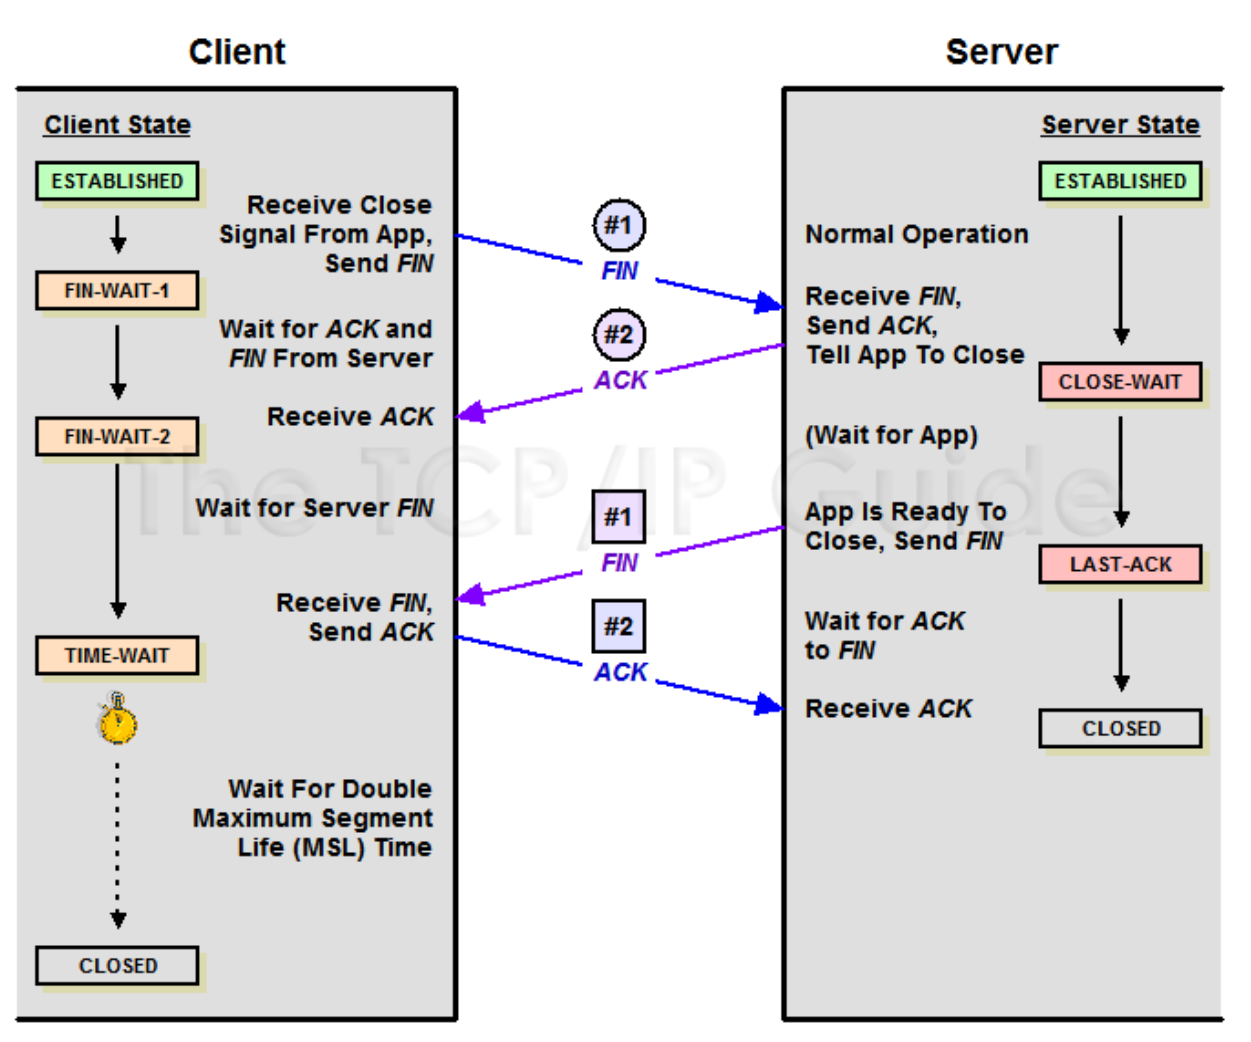 Client
Server
Client State
ESTABLISHED
Receive Close
Signal From App,
Send FIN
FIN-WAIT-1
Wait for ACK and
FIN From Server
Receive ACK
FIN-WAIT-2
Wait for Server FIN
Receive FIN,
Send ACK
TIME-WAIT
Wait For Double
Maximum Segment
Life (MSL) Time
CLOSED
#1
FIN
#2
ACK
#1
FIN
#2
ACK
Server State
ESTABLISHED
Normal Operation
Receive FIN,
Send ACK,
Tell App To Close
CLOSE-WAIT
(Wait for App)
App Is Ready To
Close, Send FIN
LAST-ACK
Wait for ACK
to FIN
Receive ACK
CLOSED
The TCP/IP Guide